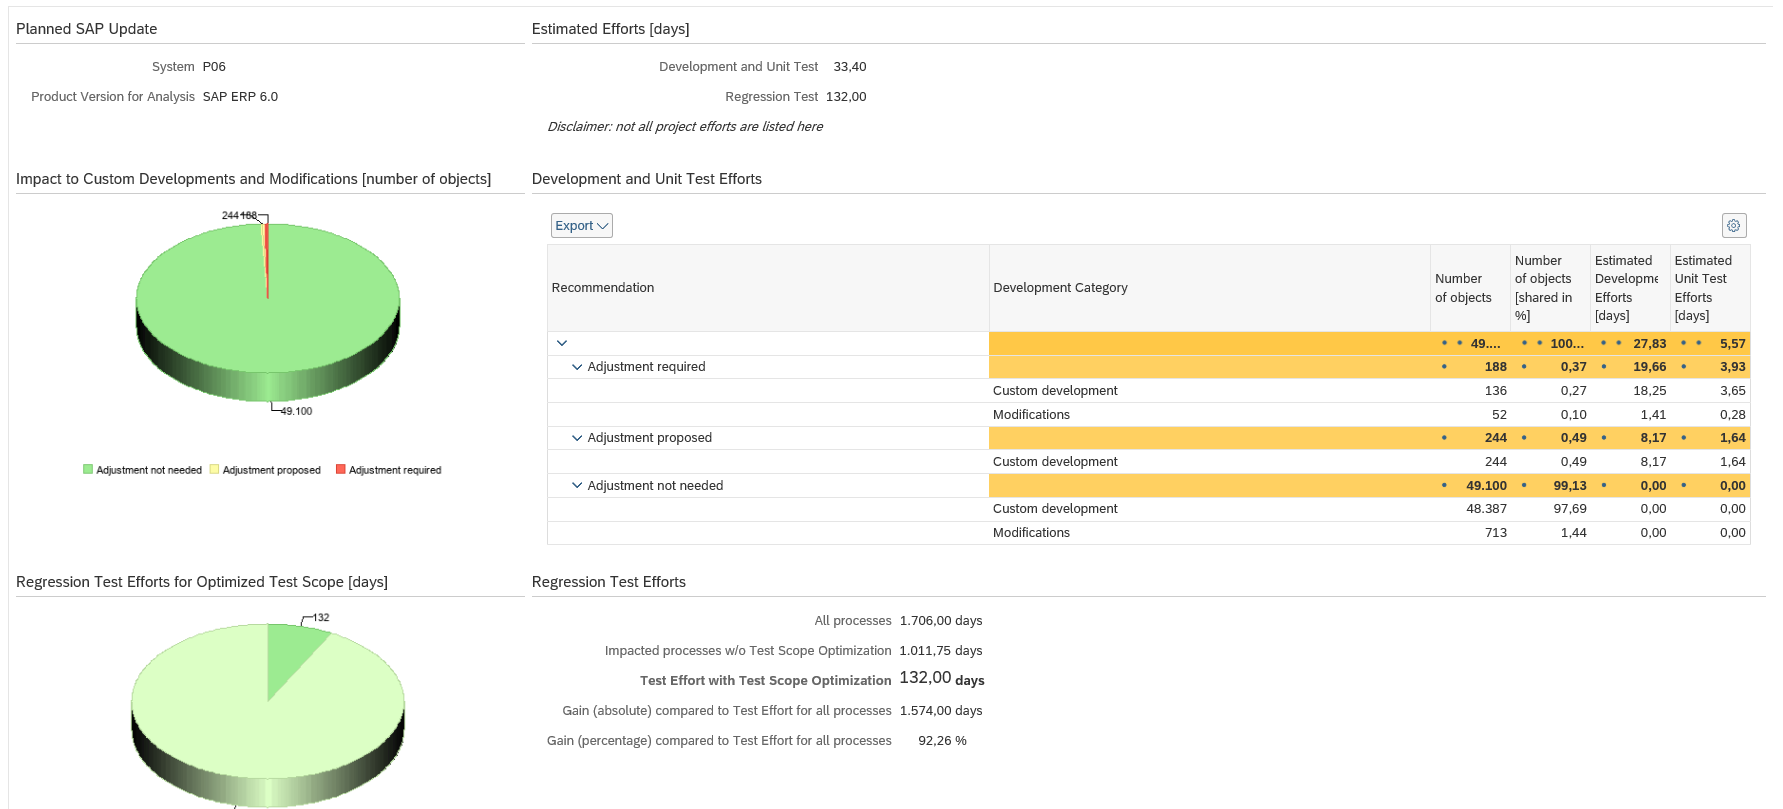 Planned SAP Update
System P06
Product Version for Analysis SAP ERP 6.0
Estimated Efforts [days]
Development and Unit Test 33,40
Regression Test 132,00
Disclaimer: not all project efforts are listed here
Impact to Custom Developments and Modifications [number of objects]
244 188
49.100
Adjustment not needed Adjustment proposed Adjustment required
Development and Unit Test Efforts
Export
Recommendation Development Category Number of objects Number of objects [shared in %] Estimated Developme Efforts [days] Estimated Unit Test Efforts [days]
49.... 100... 27,83 5,57
Adjustment required 188 0,37 19,66 3,93
Custom development 136 0,27 18,25 3,65
Modifications 52 0,10 1,41 0,28
Adjustment proposed 244 0,49 8,17 1,64
Custom development 244 0,49 8,17 1,64
Adjustment not needed 49.100 99,13 0,00 0,00
Custom development 48.387 97,69 0,00 0,00
Modifications 713 1,44 0,00 0,00
Regression Test Efforts for Optimized Test Scope [days]
132
Regression Test Efforts
All processes 1.706,00 days
Impacted processes w/o Test Scope Optimization 1.011,75 days
Test Effort with Test Scope Optimization 132,00 days
Gain (absolute) compared to Test Effort for all processes 1.574,00 days
Gain (percentage) compared to Test Effort for all processes 92,26 %